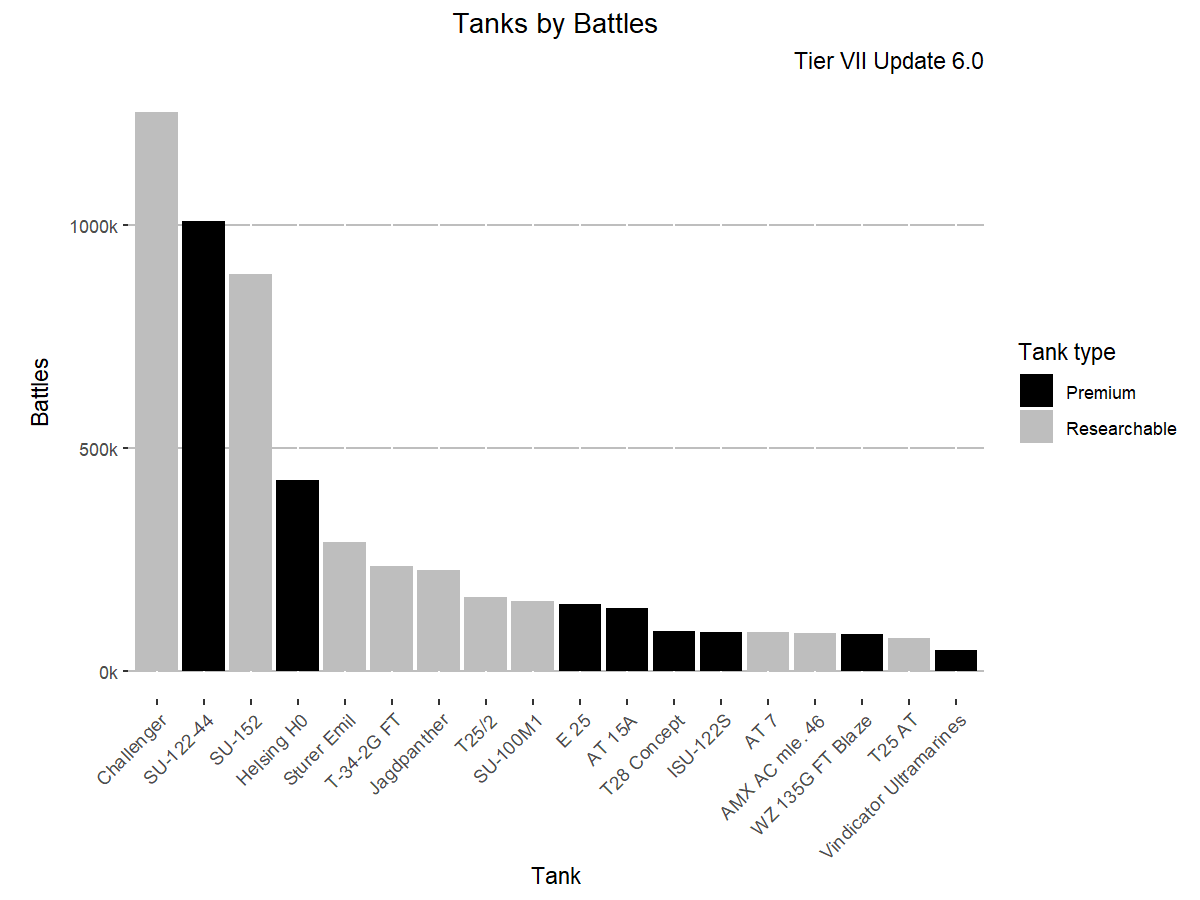 Tanks by Battles
Tier VII Update 6.0
1000k
500k
0k
Battles
Challenger
SU-122-44
SU-152
Helsing H0
Sturer Emil
T-34-2G FT
Jagdpanther
T25/2
SU-100M1
E 25
AT 15A
T28 Concept
ISU-122S
AT 7
AMX AC mle. 46
WZ 135G FT Blaze
T25 AT
Vindicator Ultramarines
Tank
Tank type
Premium
Researchable